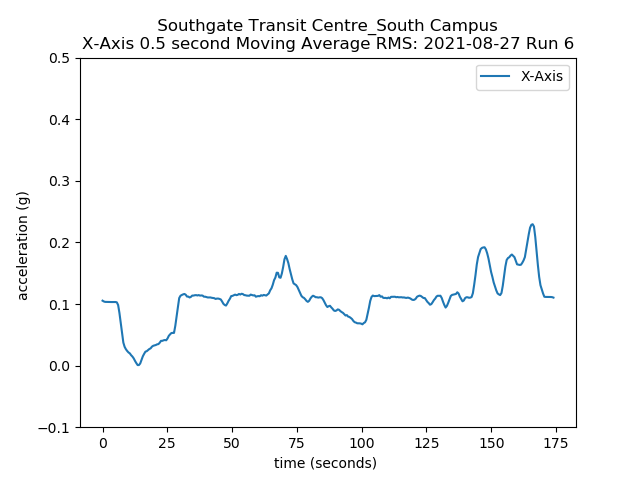 Southgate Transit Centre_South Campus
X-Axis 0.5 second Moving Average RMS: 2021-08-27 Run 6
X-Axis
0.5
0.4
0.3
0.2
0.1
0.0
−0.1
acceleration (g)
0 25 50 75 100 125 150 175
time (seconds)